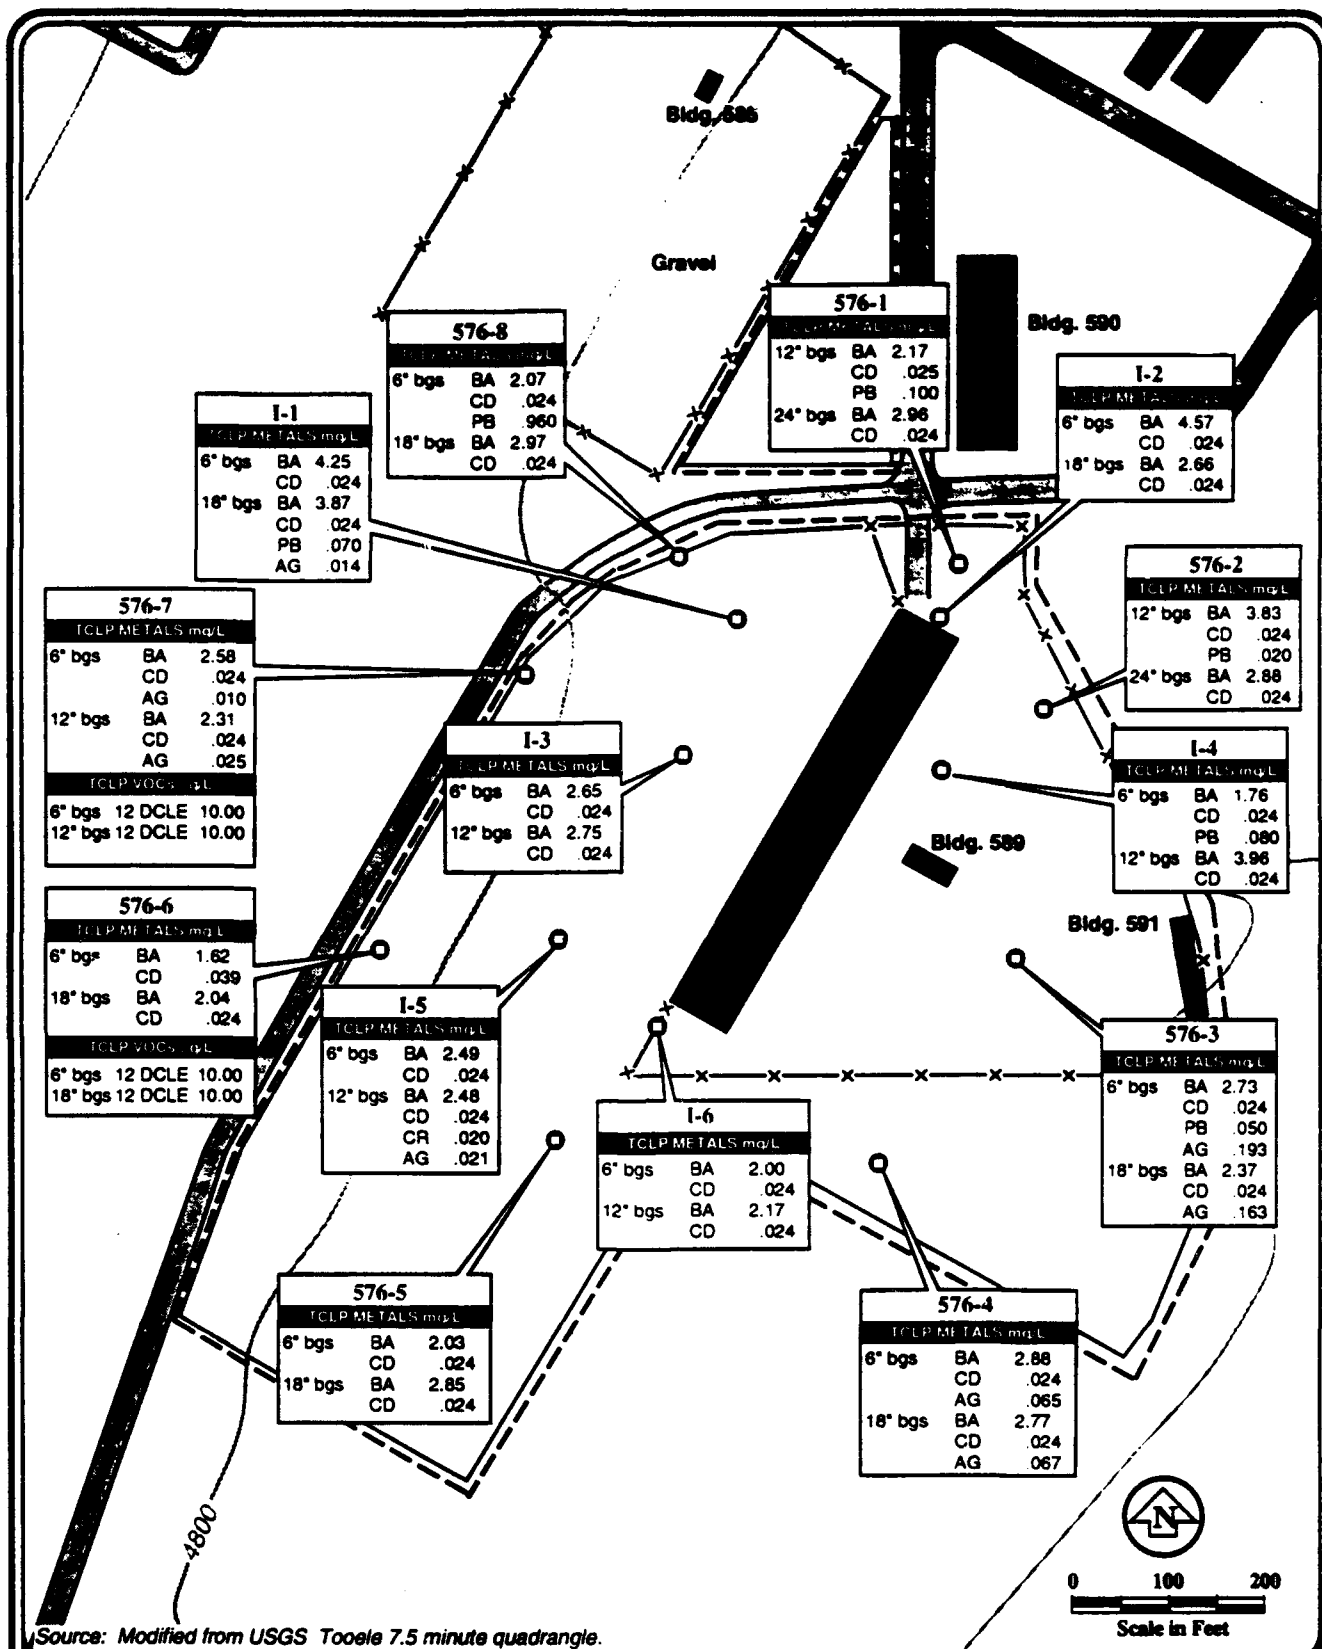 Bldg. 585
Gravel
Bldg. 590
576-1
TCLP METALS mg/L
12" bgs BA 2.17
CD .025
PB .100
24" bgs BA 2.96
CD .024
576-8
TCLP METALS mg/L
6" bgs BA 2.07
CD .024
PB .960
18" bgs BA 2.97
CD .024
I-2
TCLP METALS mg/L
6" bgs BA 4.57
CD .024
18" bgs BA 2.66
CD .024
I-1
TCLP METALS mg/L
6" bgs BA 4.25
CD .024
18" bgs BA 3.87
CD .024
PB .070
AG .014
576-2
TCLP METALS mg/L
12" bgs BA 3.83
CD .024
PB .020
24" bgs BA 2.88
CD .024
576-7
TCLP METALS mg/L
6" bgs BA 2.58
CD .024
AG .010
12" bgs BA 2.31
CD .024
AG .025
TCLP VOCs
6" bgs 12 DCLE 10.00
12" bgs 12 DCLE 10.00
I-3
TCLP METALS mg/L
6" bgs BA 2.65
CD .024
12" bgs BA 2.75
CD .024
I-4
TCLP METALS mg/L
6" bgs BA 1.76
CD .024
PB .080
12" bgs BA 3.96
CD .024
Bldg. 589
Bldg. 591
576-6
TCLP METALS mg/L
6" bgs BA 1.62
CD .039
18" bgs BA 2.04
CD .024
TCLP VOCs
6" bgs 12 DCLE 10.00
18" bgs 12 DCLE 10.00
I-5
TCLP METALS mg/L
6" bgs BA 2.49
CD .024
12" bgs BA 2.48
CD .024
CR .020
AG .021
576-3
TCLP METALS mg/L
6" bgs BA 2.73
CD .024
PB .050
AG .193
18" bgs BA 2.37
CD .024
AG .163
I-6
TCLP METALS mg/L
6" bgs BA 2.00
CD .024
12" bgs BA 2.17
CD .024
576-5
TCLP METALS mg/L
6" bgs BA 2.03
CD .024
18" bgs BA 2.85
CD .024
576-4
TCLP METALS mg/L
6" bgs BA 2.88
CD .024
AG .065
18" bgs BA 2.77
CD .024
AG .067
4800
N
0 100 200
Scale in Feet
Source: Modified from USGS Tooele 7.5 minute quadrangle.